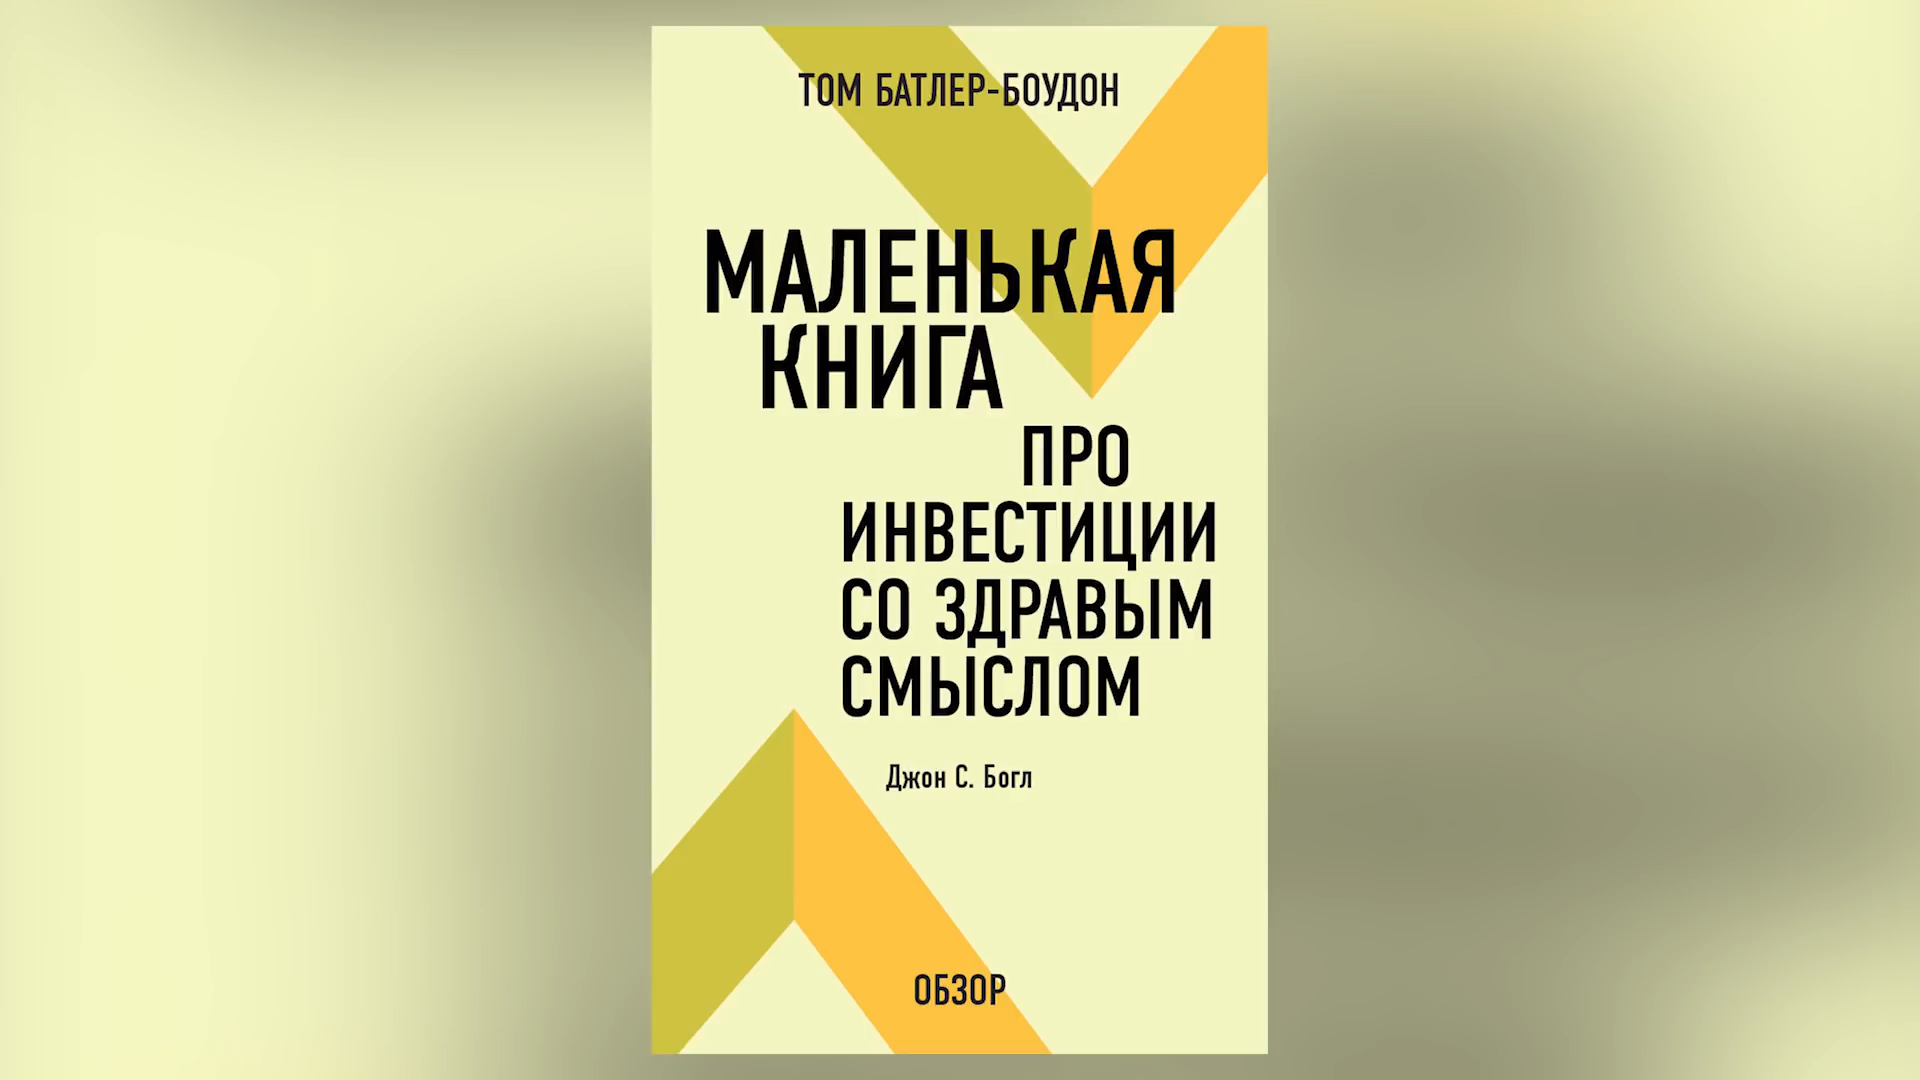 ТОМ БАТЛЕР-БОУДОН
МАЛЕНЬКАЯ
КНИГА
ПРО
ИНВЕСТИЦИИ
СО ЗДРАВЫМ
СМЫСЛОМ
Джон С. Богл
ОБЗОР